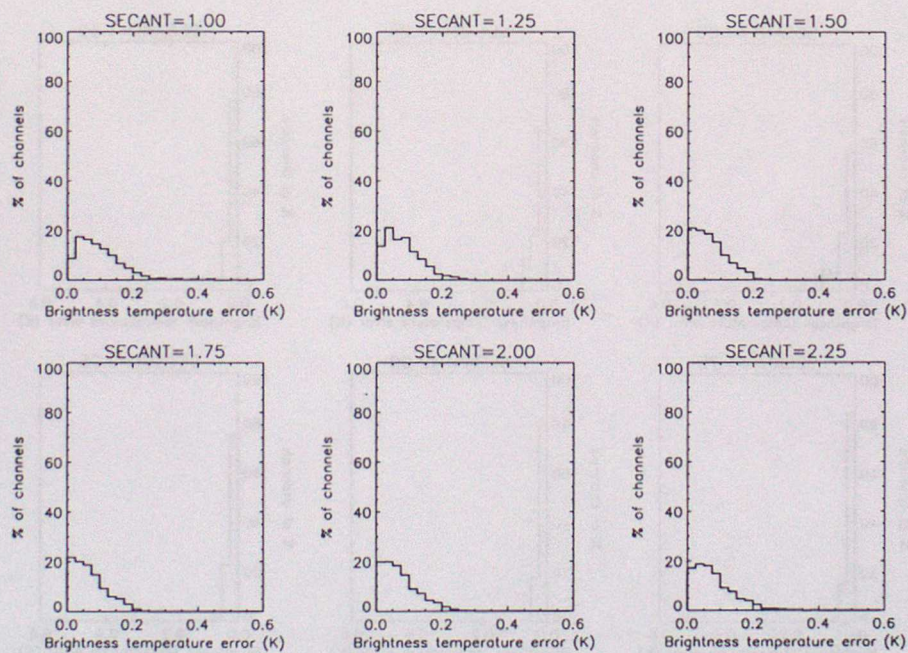 SECANT=1.00
100
80
60
40
20
0
% of channels
0.0 0.2 0.4 0.6
Brightness temperature error (K)
SECANT=1.25
100
80
60
40
20
0
% of channels
0.0 0.2 0.4 0.6
Brightness temperature error (K)
SECANT=1.50
100
80
60
40
20
0
% of channels
0.0 0.2 0.4 0.6
Brightness temperature error (K)
SECANT=1.75
100
80
60
40
20
0
% of channels
0.0 0.2 0.4 0.6
Brightness temperature error (K)
SECANT=2.00
100
80
60
40
20
0
% of channels
0.0 0.2 0.4 0.6
Brightness temperature error (K)
SECANT=2.25
100
80
60
40
20
0
% of channels
0.0 0.2 0.4 0.6
Brightness temperature error (K)